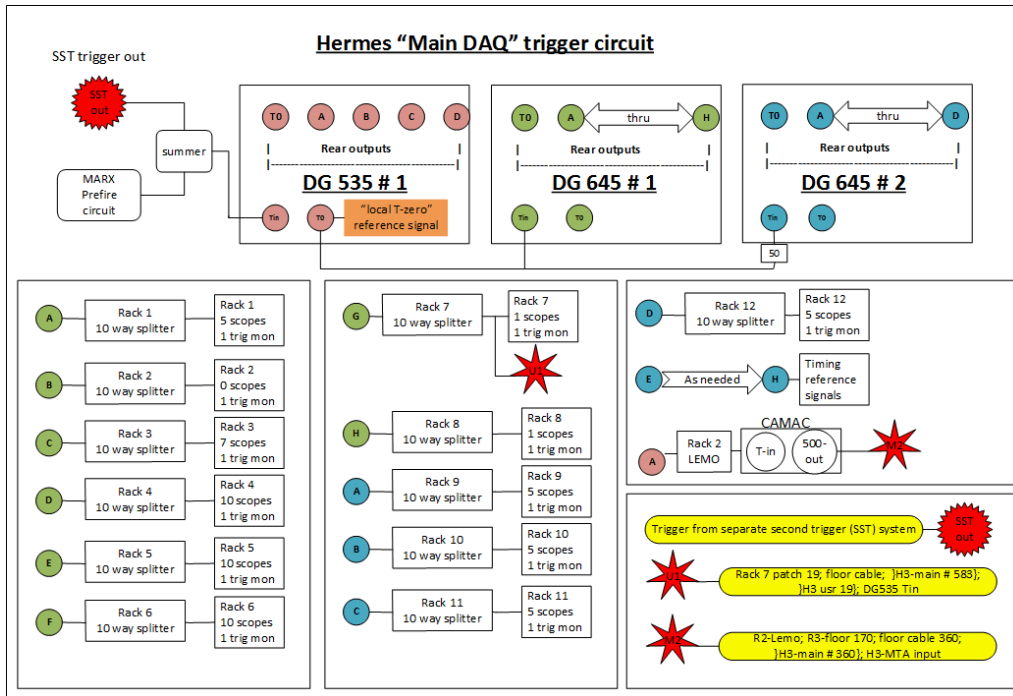 Hermes “Main DAQ” trigger circuit
SST trigger out
SST
out
summer
MARX
Prefire
circuit
T0
A
B
C
D
Rear outputs
DG 535 # 1
Tin
T0
“local T-zero”
reference signal
T0
A
thru
H
Rear outputs
DG 645 # 1
Tin
T0
T0
A
thru
D
Rear outputs
DG 645 # 2
Tin
T0
50
A
Rack 1
10 way splitter
Rack 1
5 scopes
1 trig mon
B
Rack 2
10 way splitter
Rack 2
0 scopes
1 trig mon
C
Rack 3
10 way splitter
Rack 3
7 scopes
1 trig mon
D
Rack 4
10 way splitter
Rack 4
10 scopes
1 trig mon
E
Rack 5
10 way splitter
Rack 5
10 scopes
1 trig mon
F
Rack 6
10 way splitter
Rack 6
10 scopes
1 trig mon
G
Rack 7
10 way splitter
Rack 7
1 scopes
1 trig mon
U1
H
Rack 8
10 way splitter
Rack 8
1 scopes
1 trig mon
A
Rack 9
10 way splitter
Rack 9
5 scopes
1 trig mon
B
Rack 10
10 way splitter
Rack 10
5 scopes
1 trig mon
C
Rack 11
10 way splitter
Rack 11
5 scopes
1 trig mon
D
Rack 12
10 way splitter
Rack 12
5 scopes
1 trig mon
E
As needed
H
Timing
reference
signals
A
Rack 2
LEMO
CAMAC
T-in
500-
out
M2
Trigger from separate second trigger (SST) system
SST
out
U1
Rack 7 patch 19; floor cable; }H3-main # 583};
}H3 usr 19}; DG535 Tin
M2
R2-Lemo; R3-floor 170; floor cable 360;
}H3-main # 360}; H3-MTA input